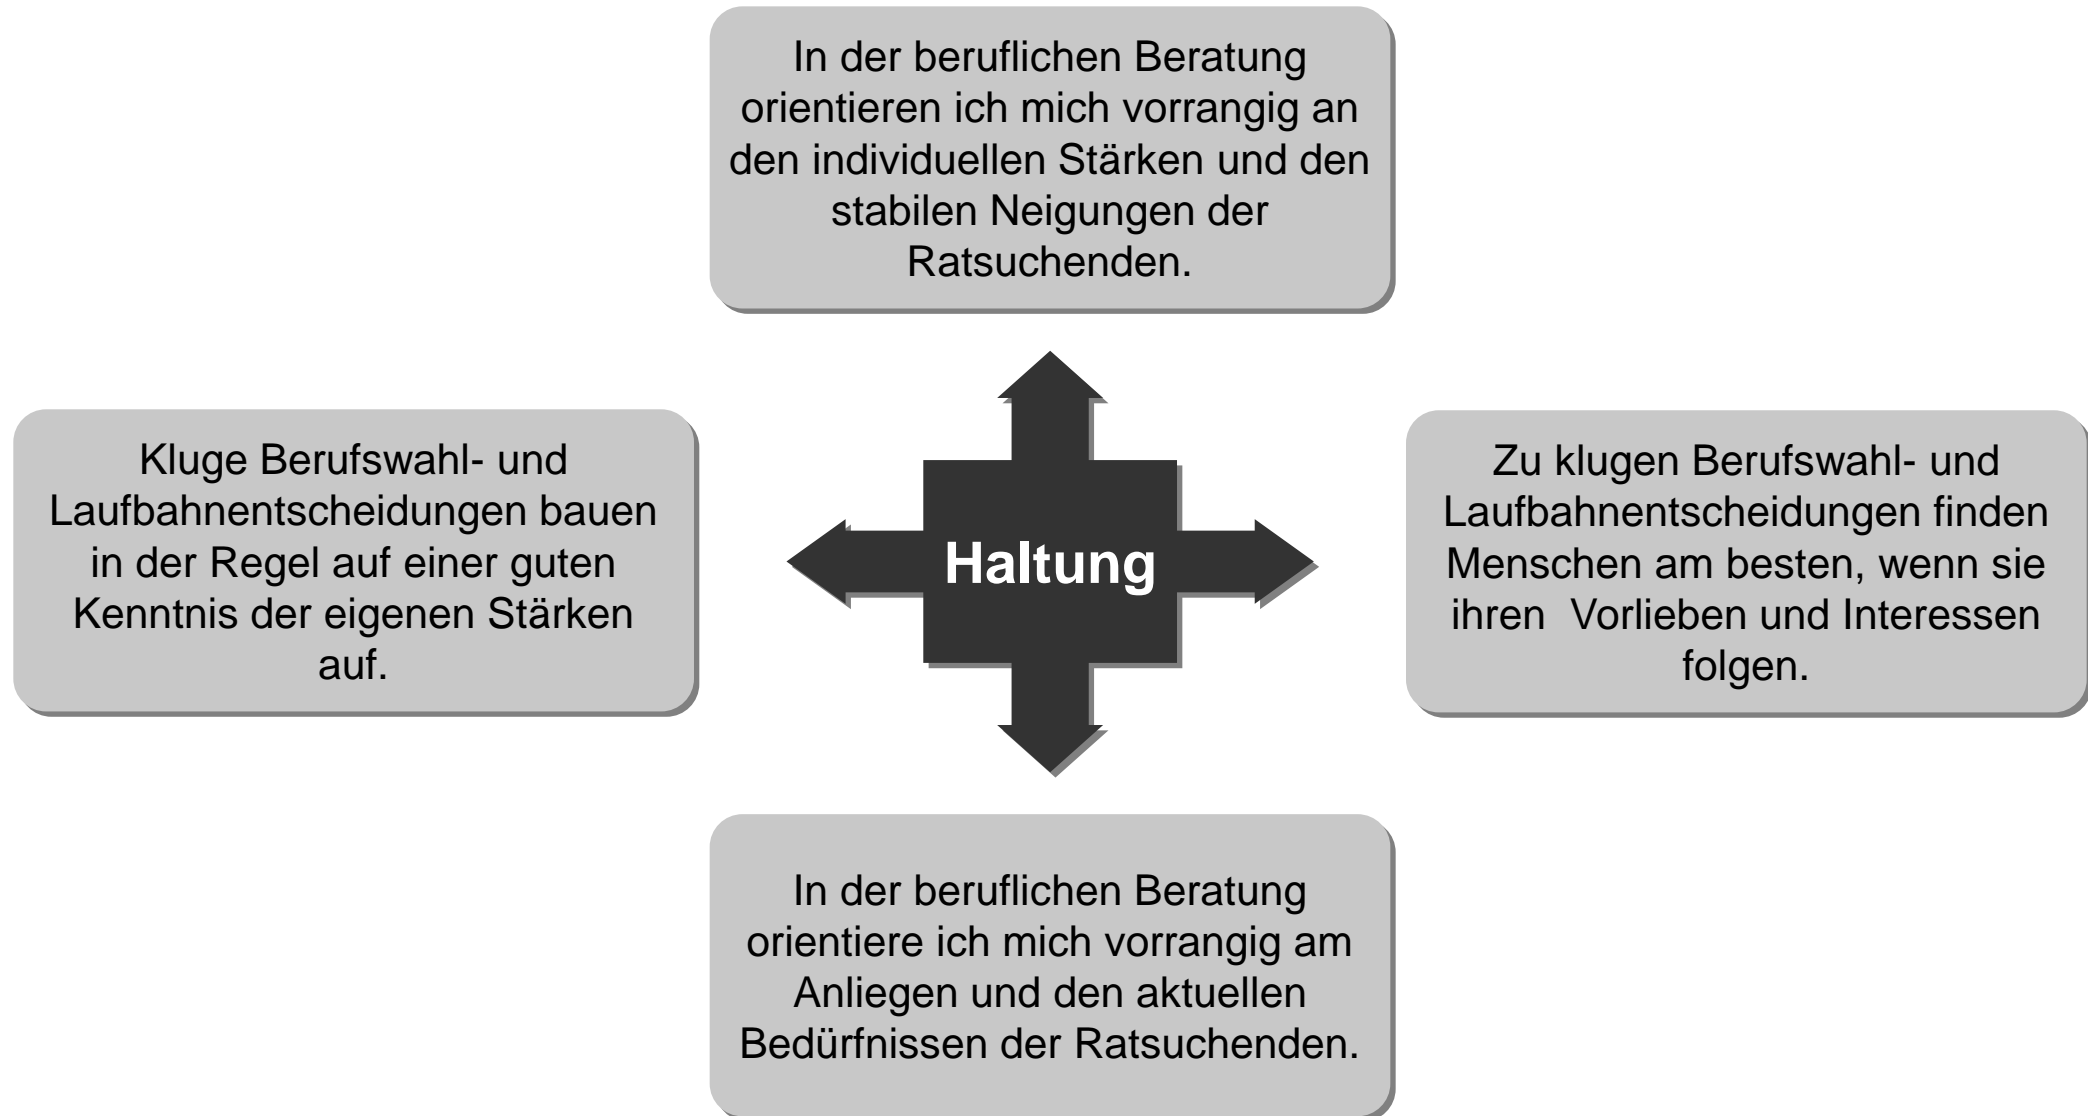 In der beruflichen Beratung
orientieren ich mich vorrangig an
den individuellen Stärken und den
stabilen Neigungen der
Ratsuchenden.
Kluge Berufswahl- und
Laufbahnentscheidungen bauen
in der Regel auf einer guten
Kenntnis der eigenen Stärken
auf.
Haltung
Zu klugen Berufswahl- und
Laufbahnentscheidungen finden
Menschen am besten, wenn sie
ihren  Vorlieben und Interessen
folgen.
In der beruflichen Beratung
orientiere ich mich vorrangig am
Anliegen und den aktuellen
Bedürfnissen der Ratsuchenden.